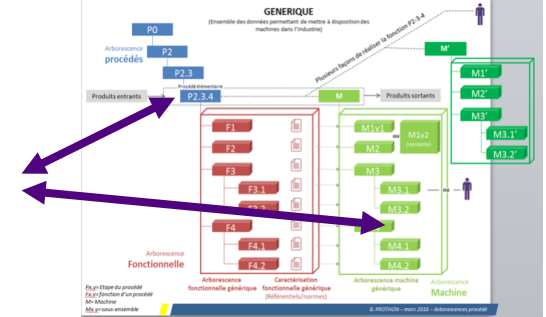 GENERIQUE
(Ensemble des données permettant de mettre à disposition des
machines dans l'industrie)
P0
Arborescence
procédés
P2
P2.3
Procédé élémentaire
Produits entrants
P2.3.4
M
Produits sortants
Plusieurs façons de réaliser la fonction P2-3-4
M'
M1'
M2'
M3'
M3.1'
M3.2'
F1
F2
F3
F3.1
F4
F4.1
F4.2
M1v1
ou
M1v2
(variante)
M2
M3
M3.1
M3.2
M4.1
M4.2
ou
Arborescence
Fonctionnelle
Arborescence
fonctionnelle générique
Caractérisation
fonctionnelle générique
(Référentiels/normes)
Arborescence machine
générique
Arborescence
Machine
Px.y=Etape du procédé
Fx.y=fonction d'un procédé
M= Machine
Mx.y=sous-ensemble
B. PROTHON – mars 2018 – Arborescences procédé